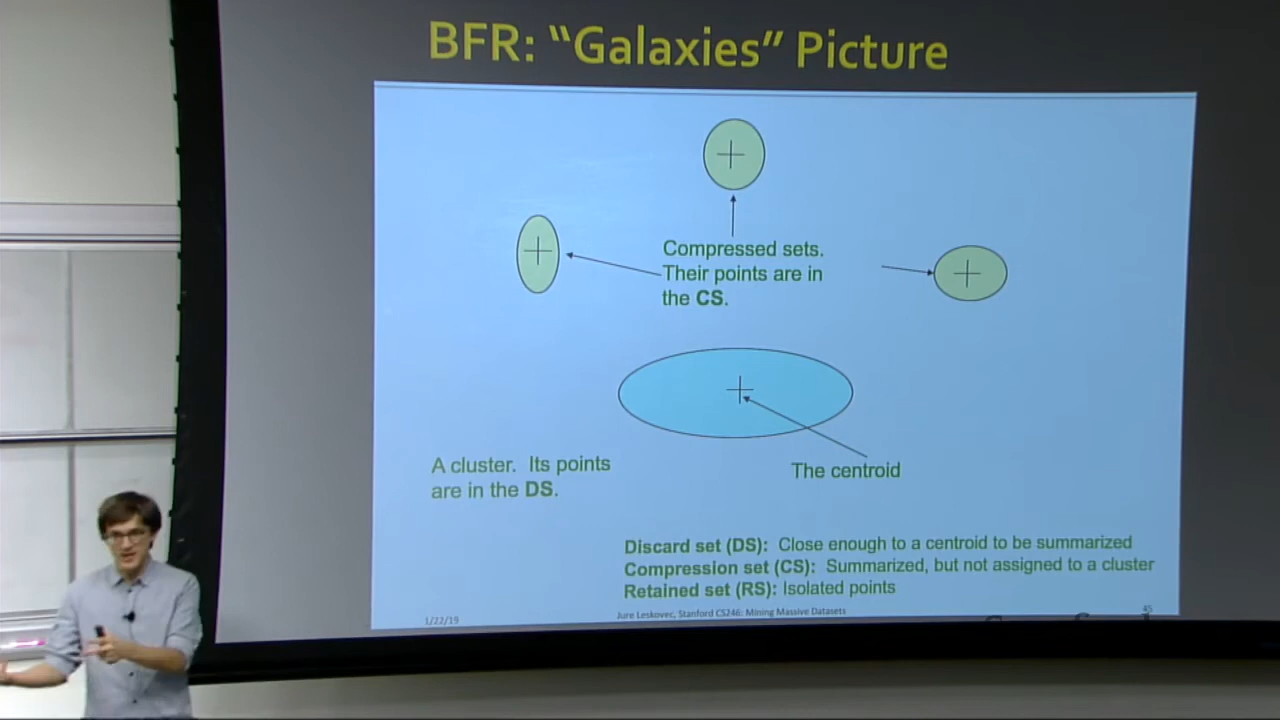 BFR: “Galaxies” Picture
Compressed sets.
Their points are in
the CS.
A cluster. Its points
are in the DS.
The centroid
Discard set (DS): Close enough to a centroid to be summarized
Compression set (CS): Summarized, but not assigned to a cluster
Retained set (RS): Isolated points
1/22/19
Jure Leskovec, Stanford CS246: Mining Massive Datasets
45